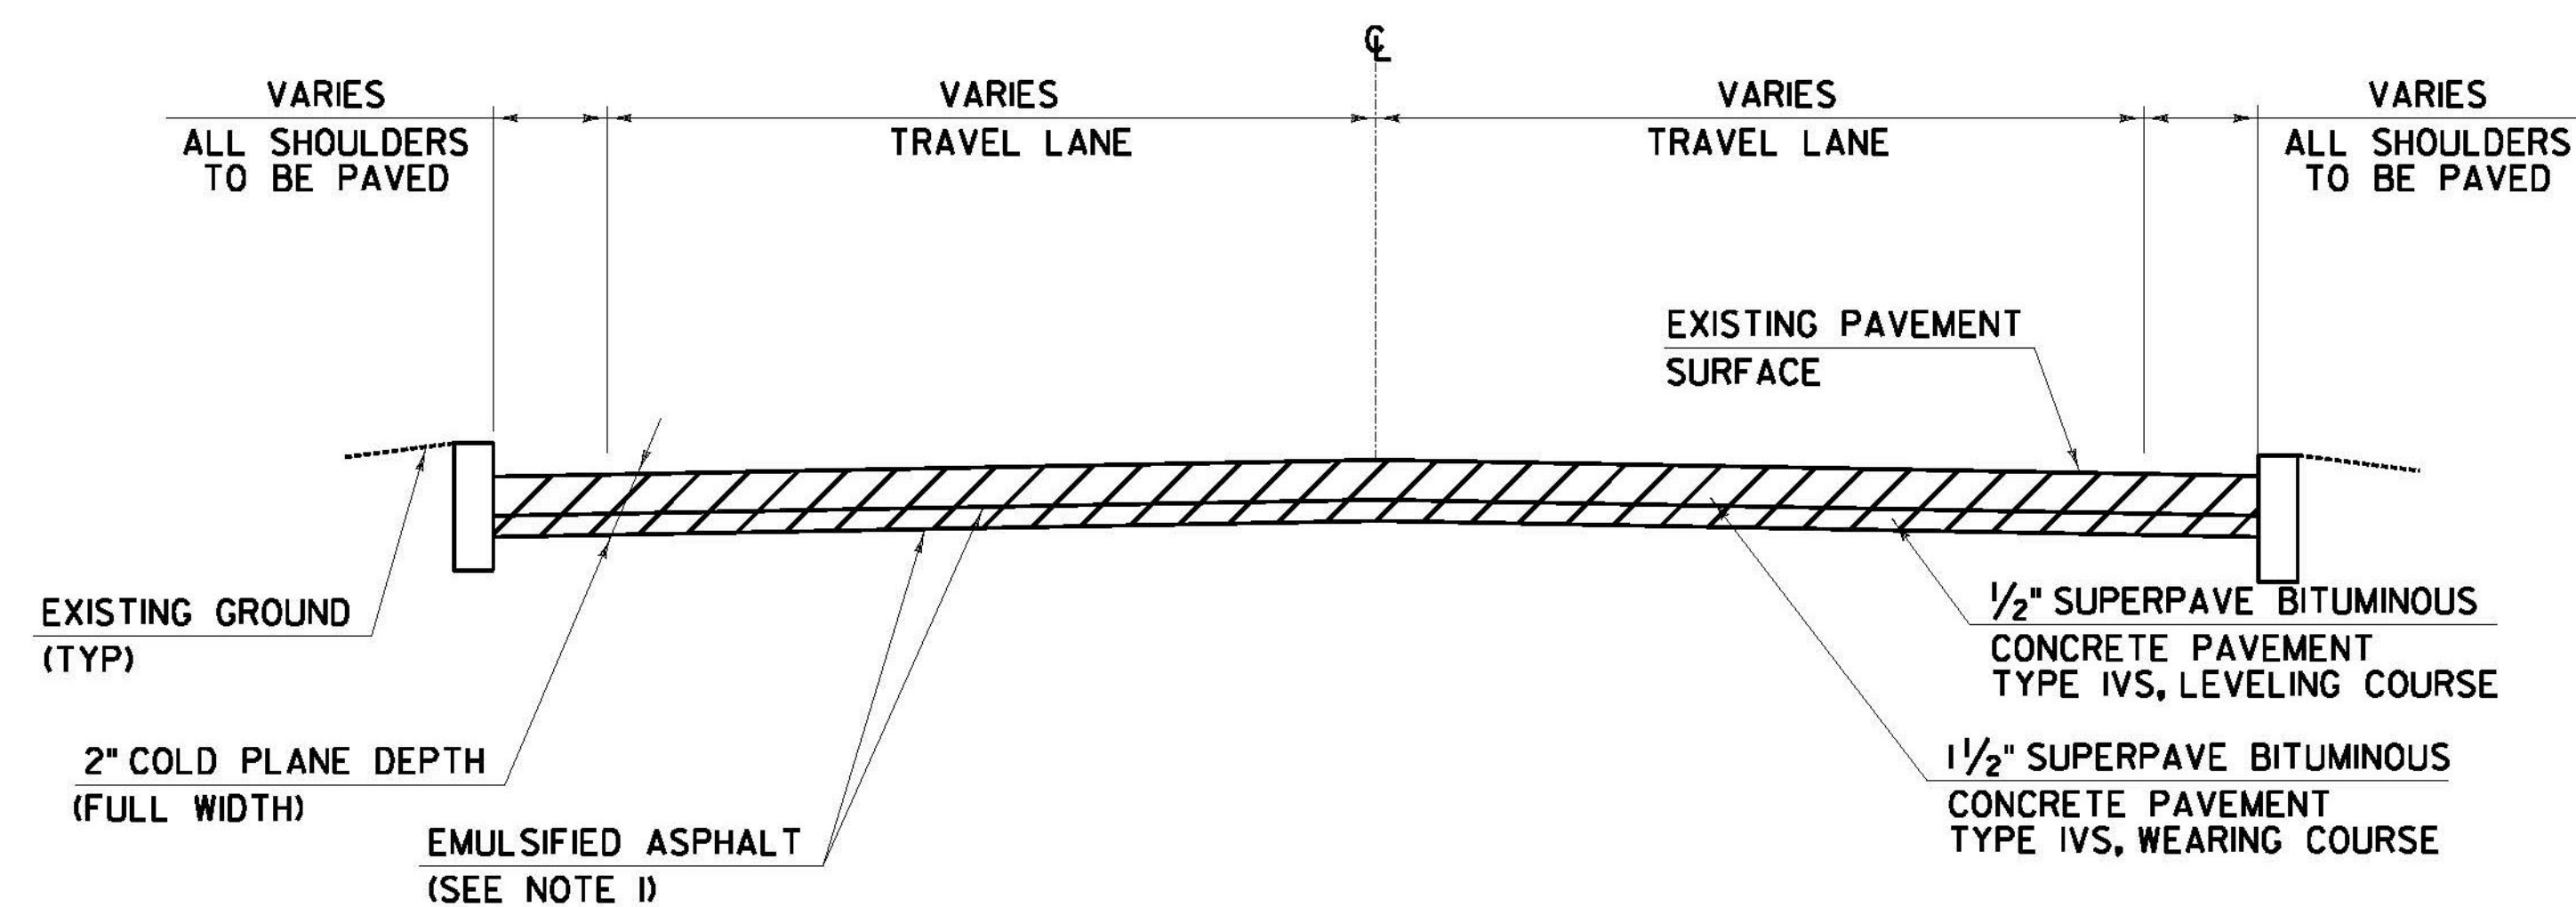 ℄
VARIES
ALL SHOULDERS
TO BE PAVED
VARIES
TRAVEL LANE
VARIES
TRAVEL LANE
VARIES
ALL SHOULDERS
TO BE PAVED
EXISTING PAVEMENT
SURFACE
EXISTING GROUND
(TYP)
2" COLD PLANE DEPTH
(FULL WIDTH)
EMULSIFIED ASPHALT
(SEE NOTE 1)
1/2" SUPERPAVE BITUMINOUS
CONCRETE PAVEMENT
TYPE IVS, LEVELING COURSE
1 1/2" SUPERPAVE BITUMINOUS
CONCRETE PAVEMENT
TYPE IVS, WEARING COURSE